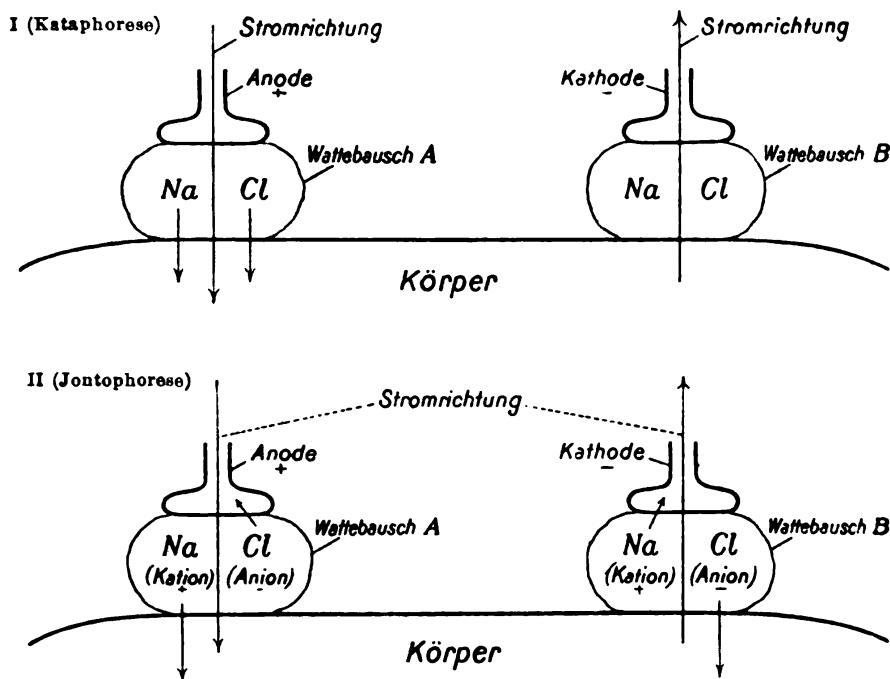 I (Kataphorese)
Stromrichtung
Stromrichtung
Anode
+
Kathode
-
Wattebausch A
Wattebausch B
Na Cl
Na Cl
Körper
II (Jontophorese)
Stromrichtung
Anode
+
Kathode
-
Wattebausch A
Wattebausch B
Na Cl
(Kation) (Anion)
+ -
Na Cl
(Kation) (Anion)
+ -
Körper